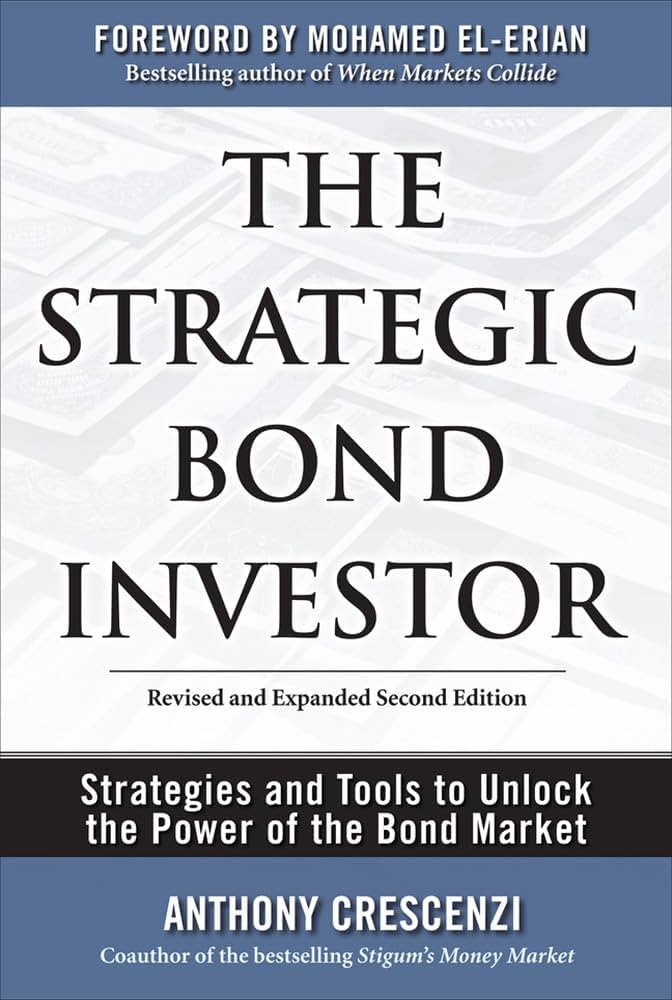 FOREWORD BY MOHAMED EL-ERIAN
Bestselling author of When Markets Collide
THE
STRATEGIC
BOND
INVESTOR
Revised and Expanded Second Edition
Strategies and Tools to Unlock
the Power of the Bond Market
ANTHONY CRESCENZI
Coauthor of the bestselling Stigum's Money Market